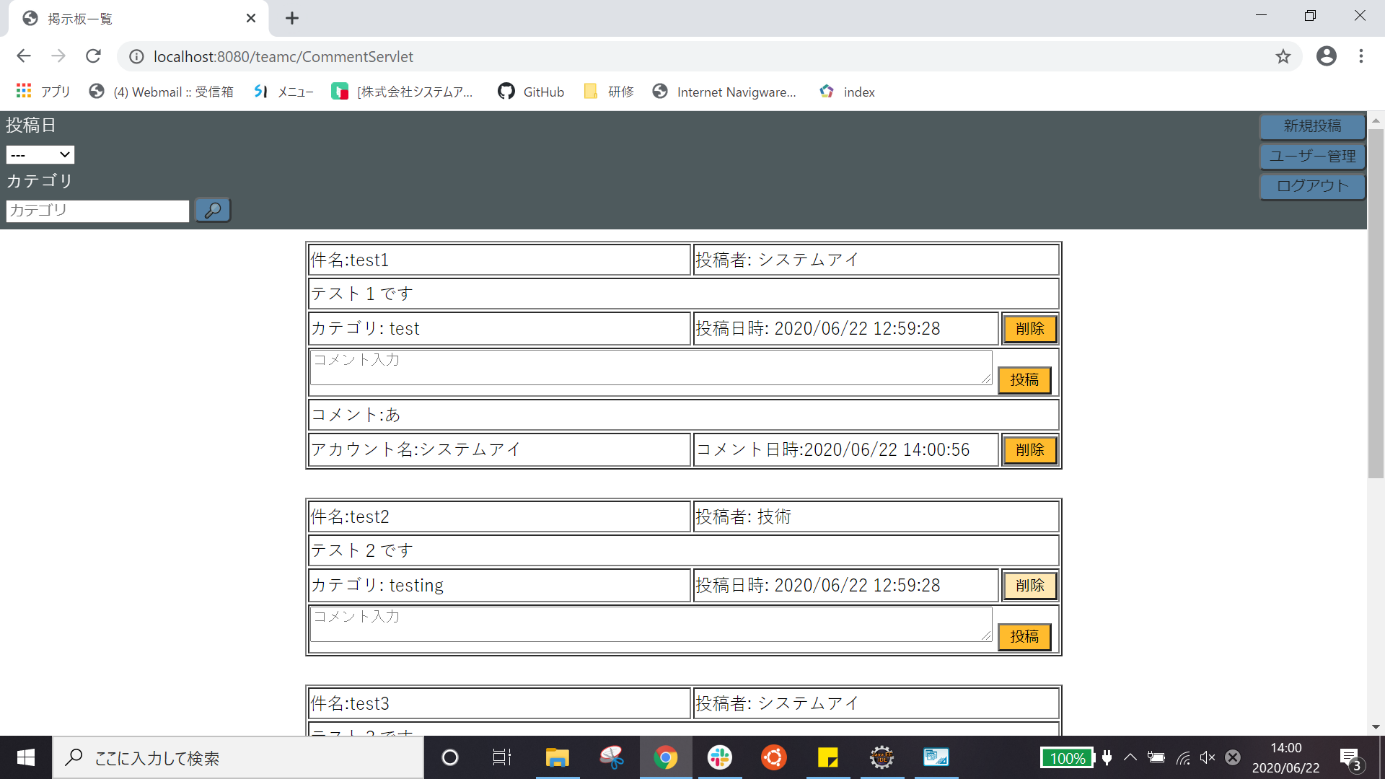 掲示板一覧
localhost:8080/teamc/CommentServlet
アプリ (4) Webmail :: 受信箱 メニュー [株式会社システムア... GitHub 研修 Internet Navigware... index
投稿日
---
カテゴリ
カテゴリ
新規投稿
ユーザー管理
ログアウト
件名:test1 投稿者: システムアイ
テスト１です
カテゴリ: test 投稿日時: 2020/06/22 12:59:28 削除
コメント入力 投稿
コメント:あ
アカウント名:システムアイ コメント日時:2020/06/22 14:00:56 削除
件名:test2 投稿者: 技術
テスト２です
カテゴリ: testing 投稿日時: 2020/06/22 12:59:28 削除
コメント入力 投稿
件名:test3 投稿者: システムアイ
テスト３です
ここに入力して検索
100%
14:00
2020/06/22
3